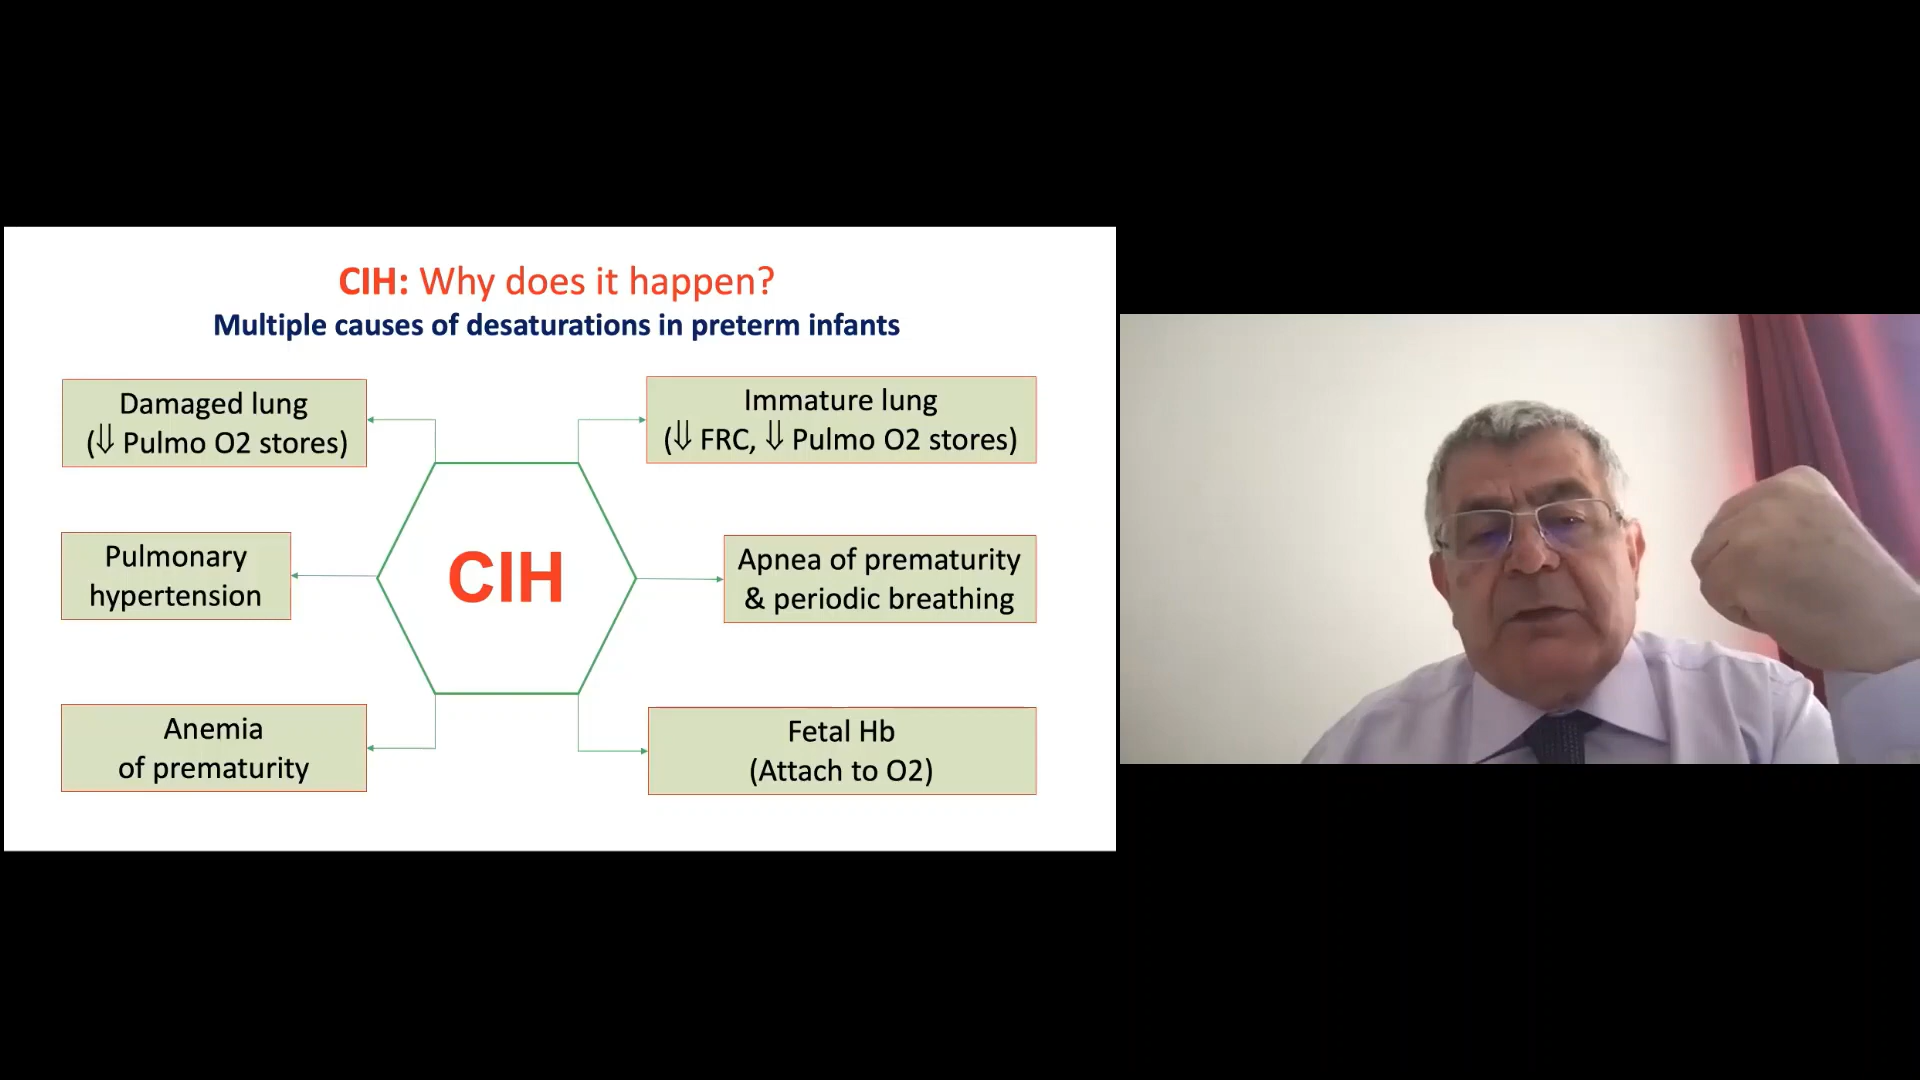 CIH: Why does it happen?
Multiple causes of desaturations in preterm infants
Damaged lung
(⇓ Pulmo O2 stores)
Immature lung
(⇓ FRC, ⇓ Pulmo O2 stores)
Pulmonary
hypertension
CIH
Apnea of prematurity
& periodic breathing
Anemia
of prematurity
Fetal Hb
(Attach to O2)